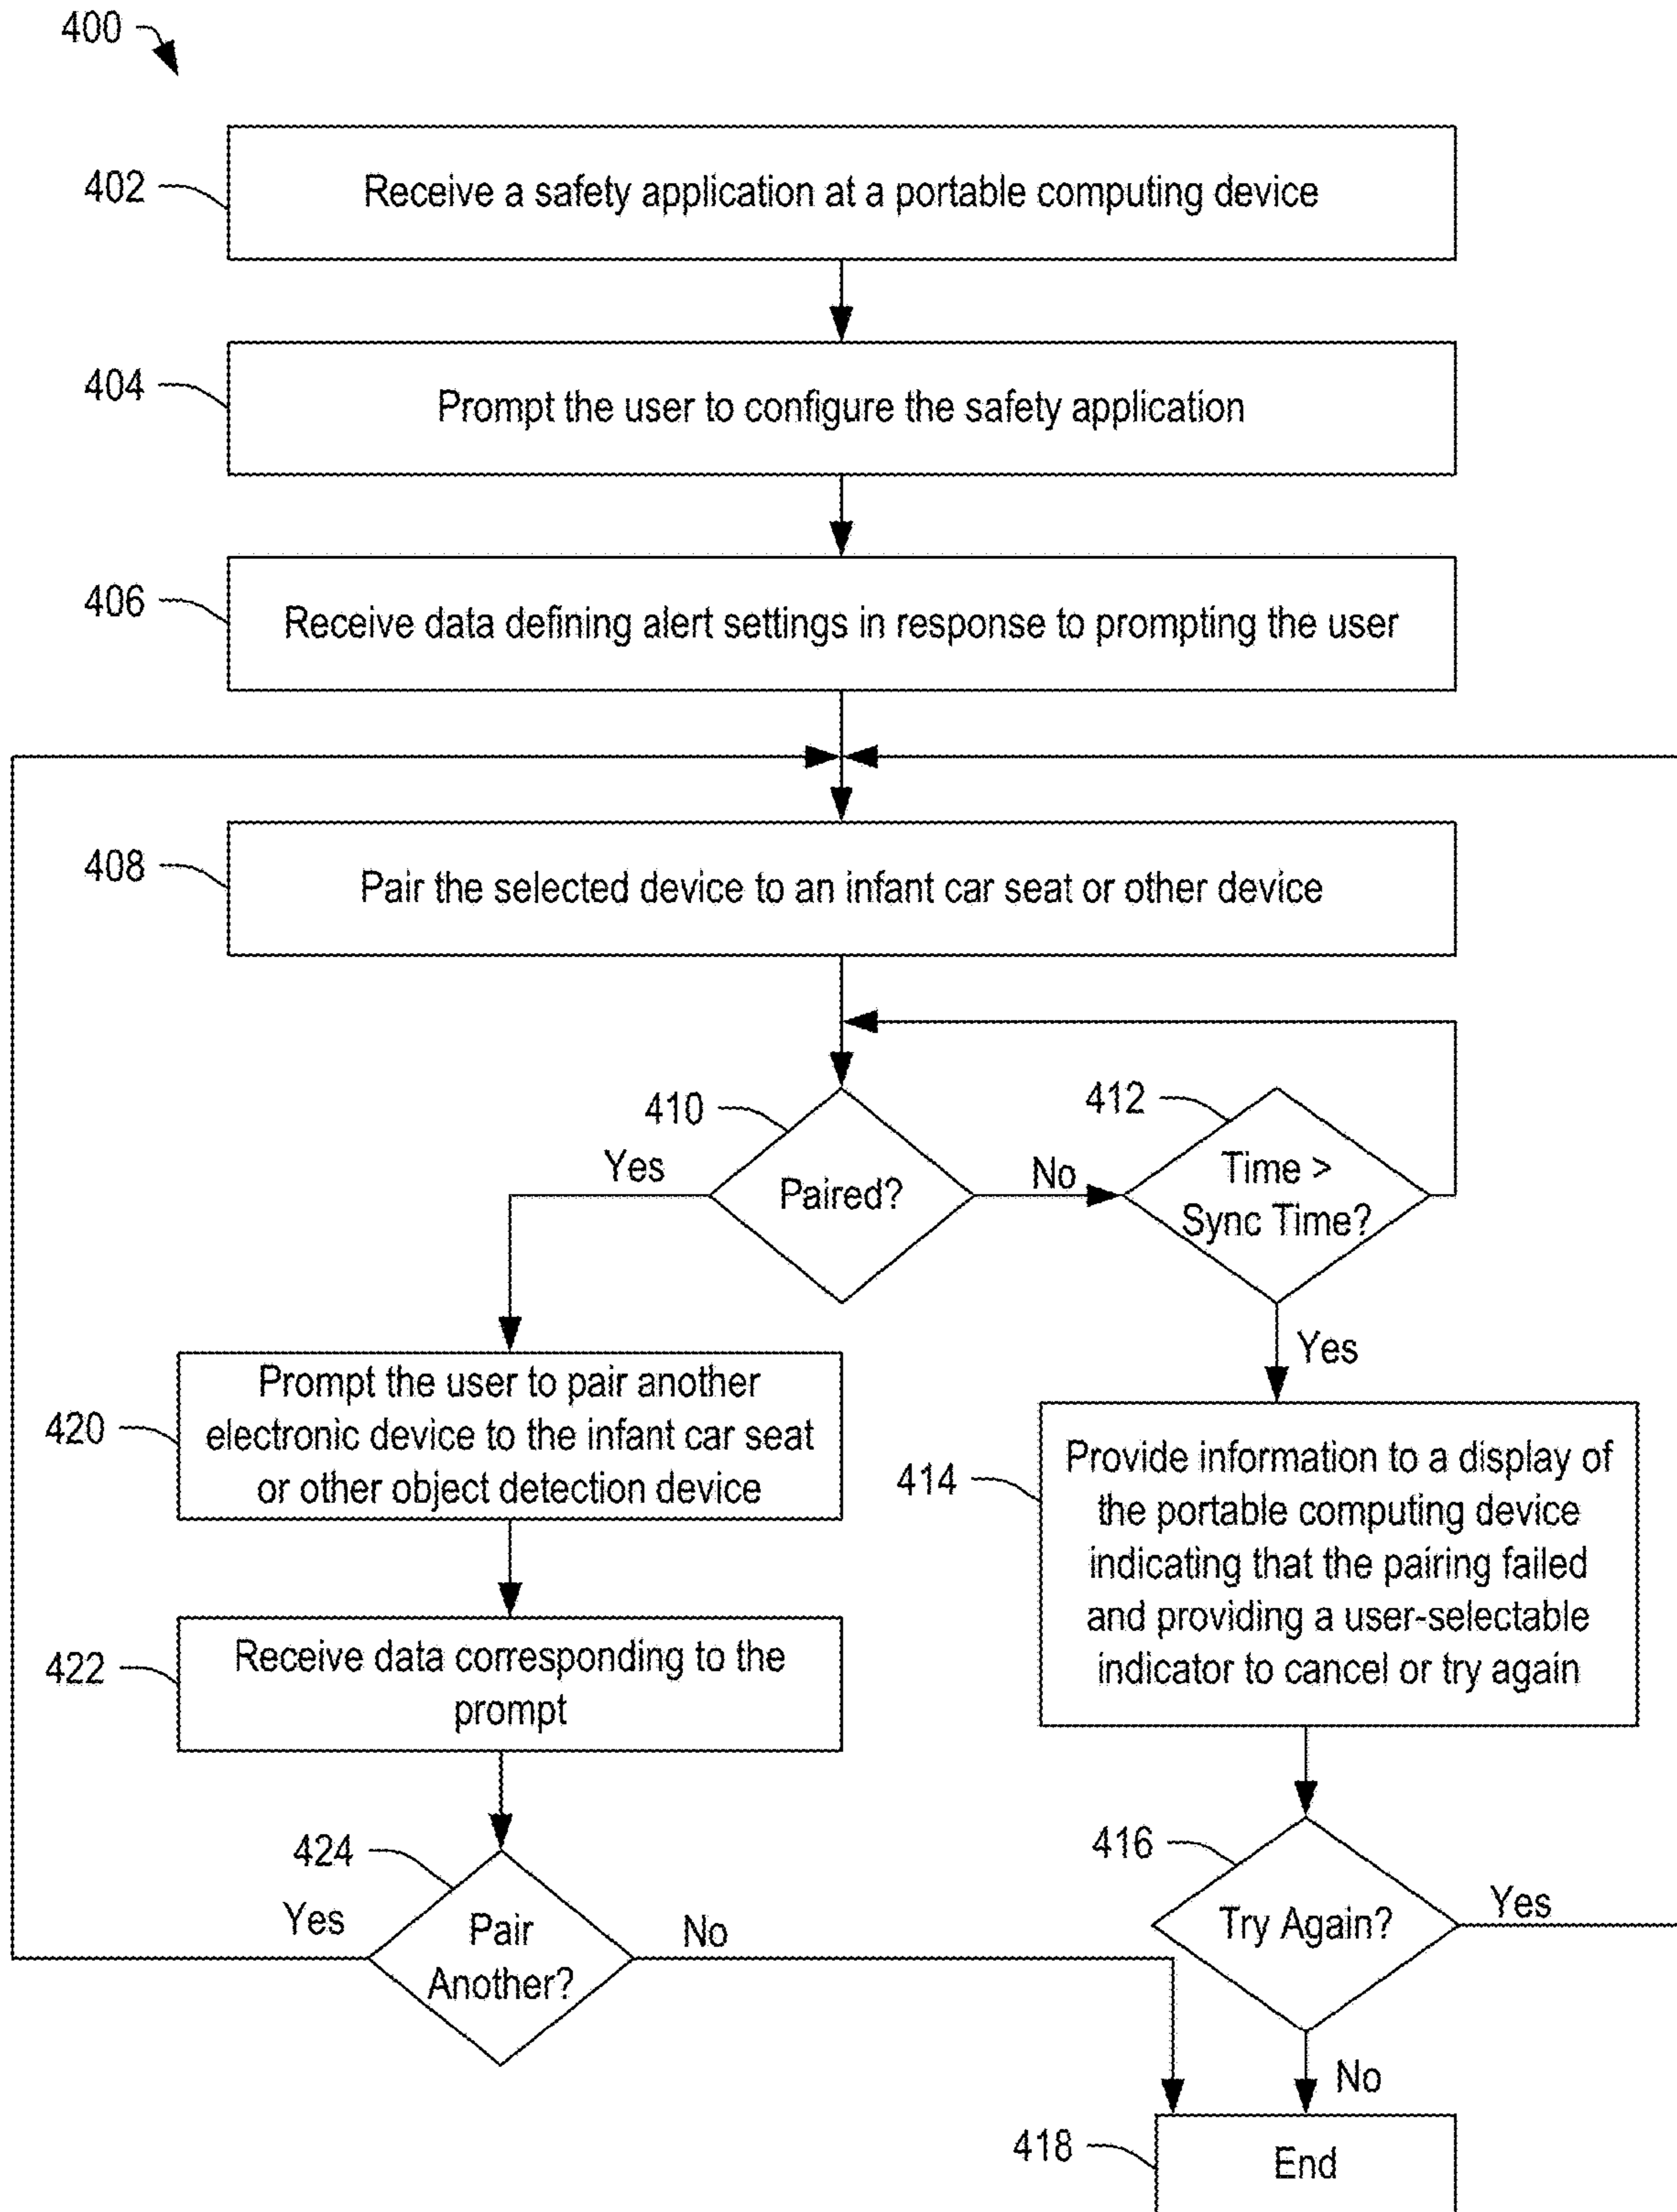 400
402
Receive a safety application at a portable computing device
404
Prompt the user to configure the safety application
406
Receive data defining alert settings in response to prompting the user
408
Pair the selected device to an infant car seat or other device
410
412
Yes
Paired?
No
Time >
Sync Time?
Yes
420
Prompt the user to pair another
electronic device to the infant car seat
or other object detection device
414
Provide information to a display of
the portable computing device
indicating that the pairing failed
and providing a user-selectable
indicator to cancel or try again
422
Receive data corresponding to the
prompt
424
Yes
Pair
Another?
No
416
Try Again?
Yes
No
418
End